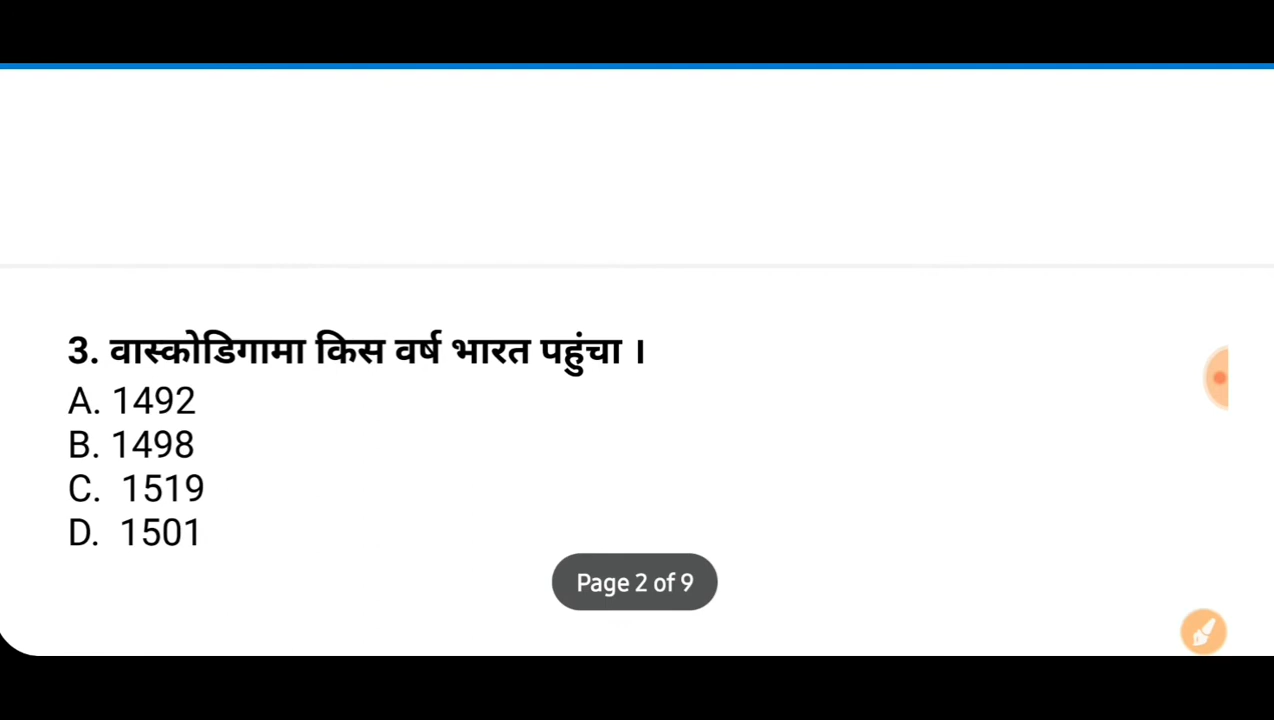 3. वास्कोडिगामा किस वर्ष भारत पहुंचा ।
A. 1492
B. 1498
C. 1519
D. 1501
Page 2 of 9